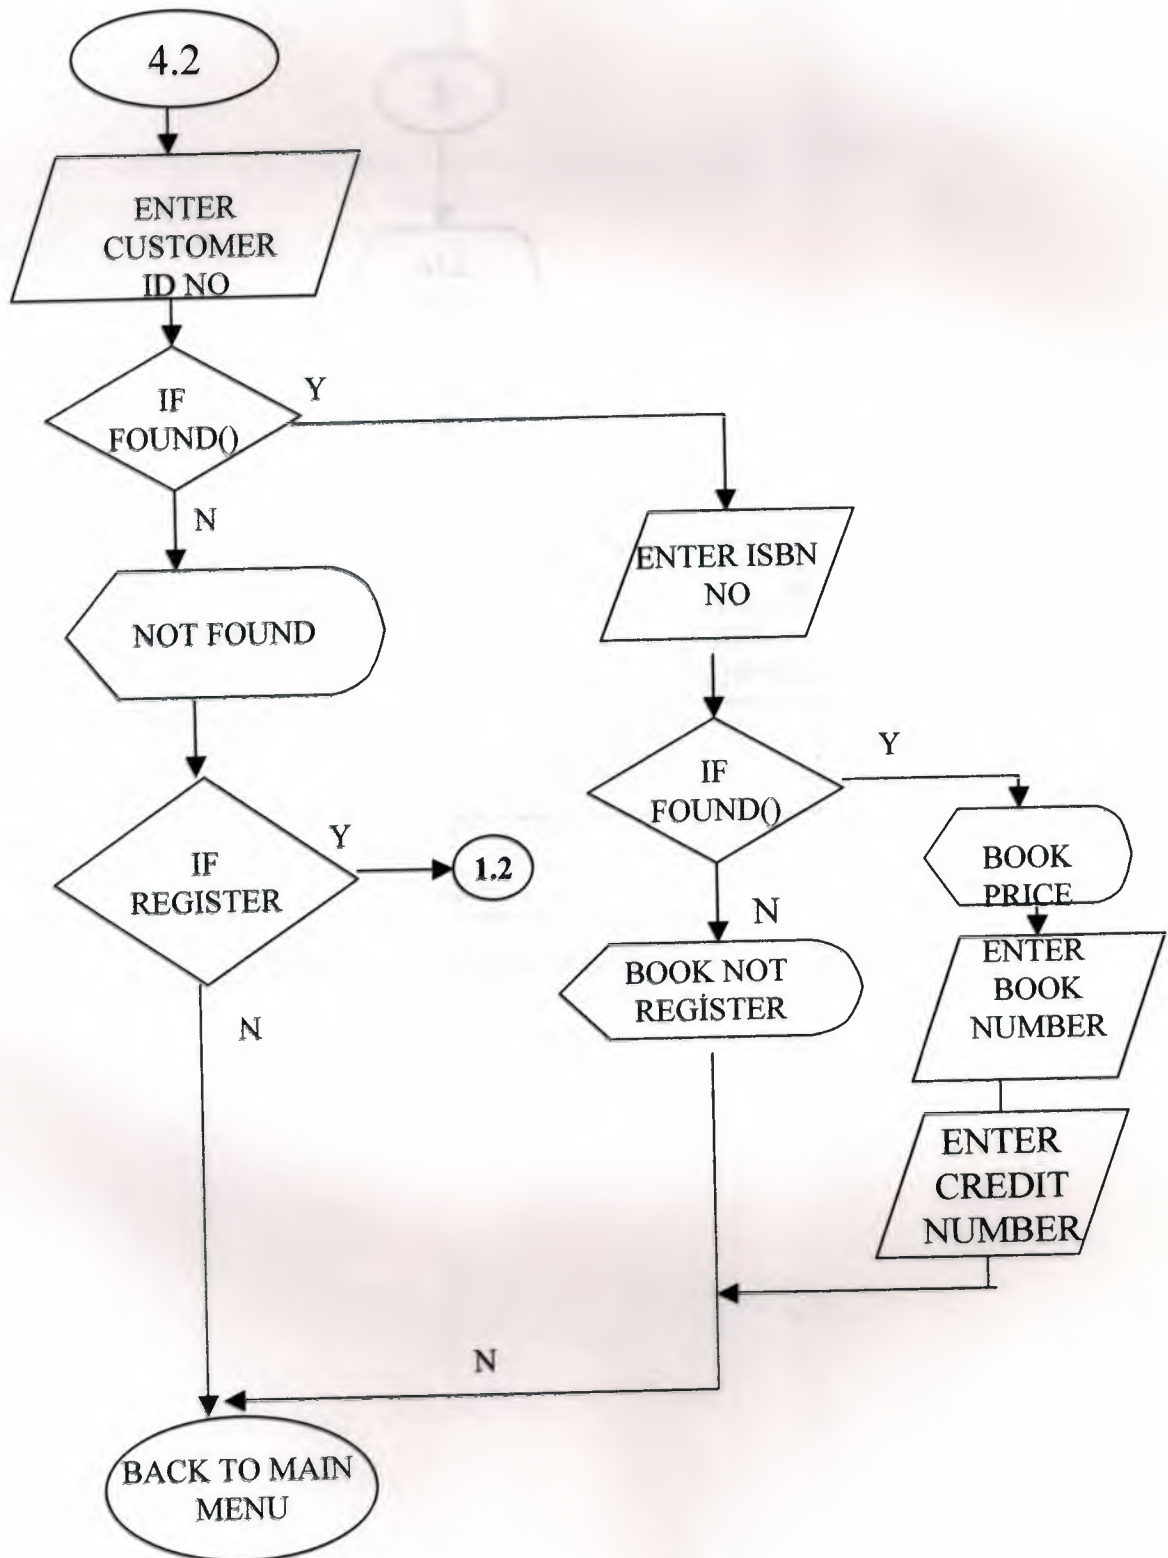 4.2
ENTER
CUSTOMER
ID NO
IF
FOUND()
Y
N
NOT FOUND
IF
REGISTER
Y
1.2
N
ENTER ISBN
NO
IF
FOUND()
Y
N
BOOK NOT
REGİSTER
BOOK
PRICE
ENTER
BOOK
NUMBER
ENTER
CREDIT
NUMBER
N
BACK TO MAIN
MENU